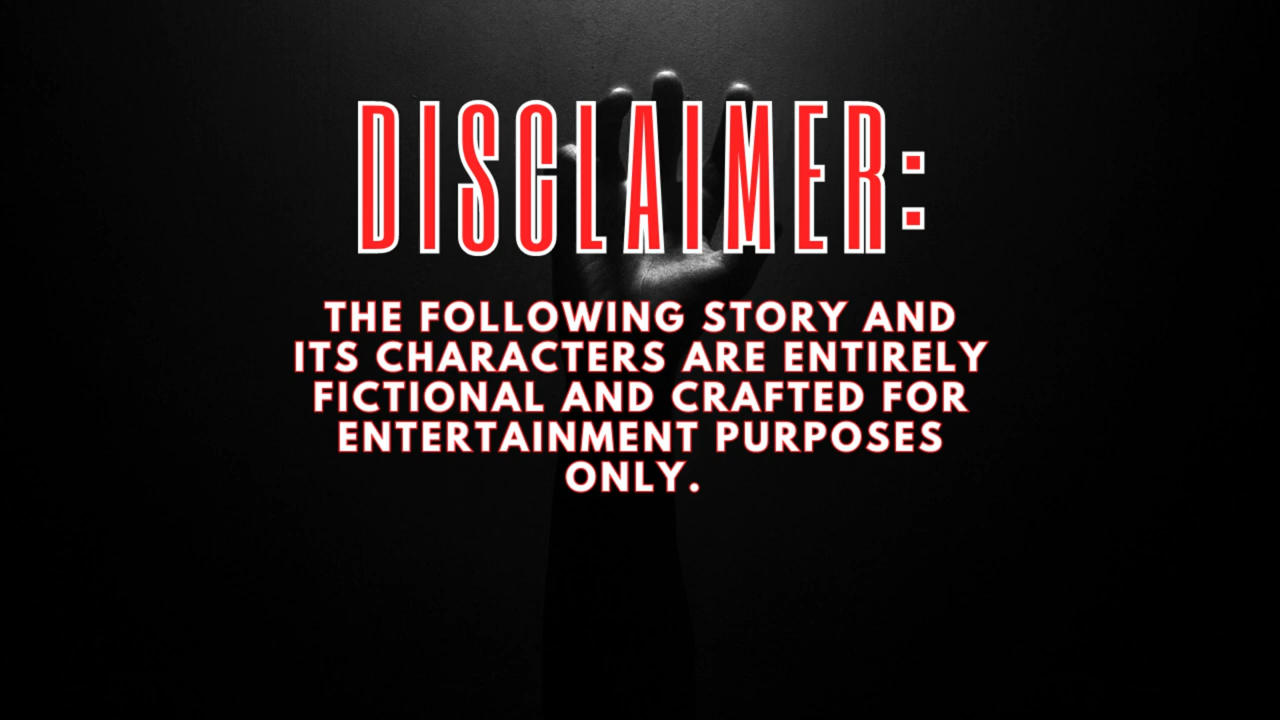 DISCLAIMER:
THE FOLLOWING STORY AND
ITS CHARACTERS ARE ENTIRELY
FICTIONAL AND CRAFTED FOR
ENTERTAINMENT PURPOSES
ONLY.